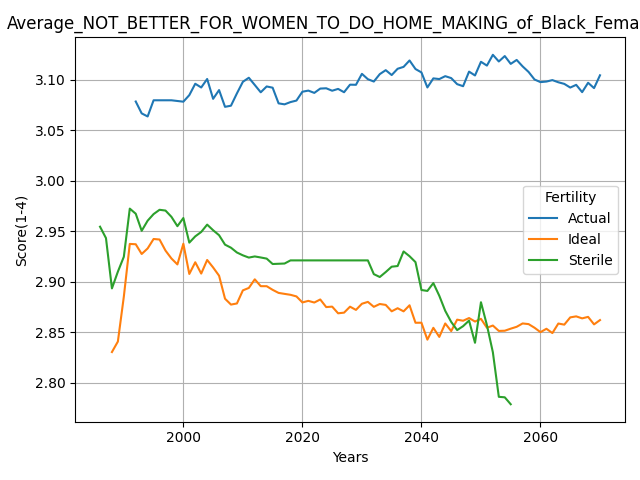 Average_NOT_BETTER_FOR_WOMEN_TO_DO_HOME_MAKING_of_Black_Fema
3.10
3.05
3.00
2.95
2.90
2.85
2.80
Score(1-4)
Fertility
Actual
Ideal
Sterile
2000
2020
2040
2060
Years